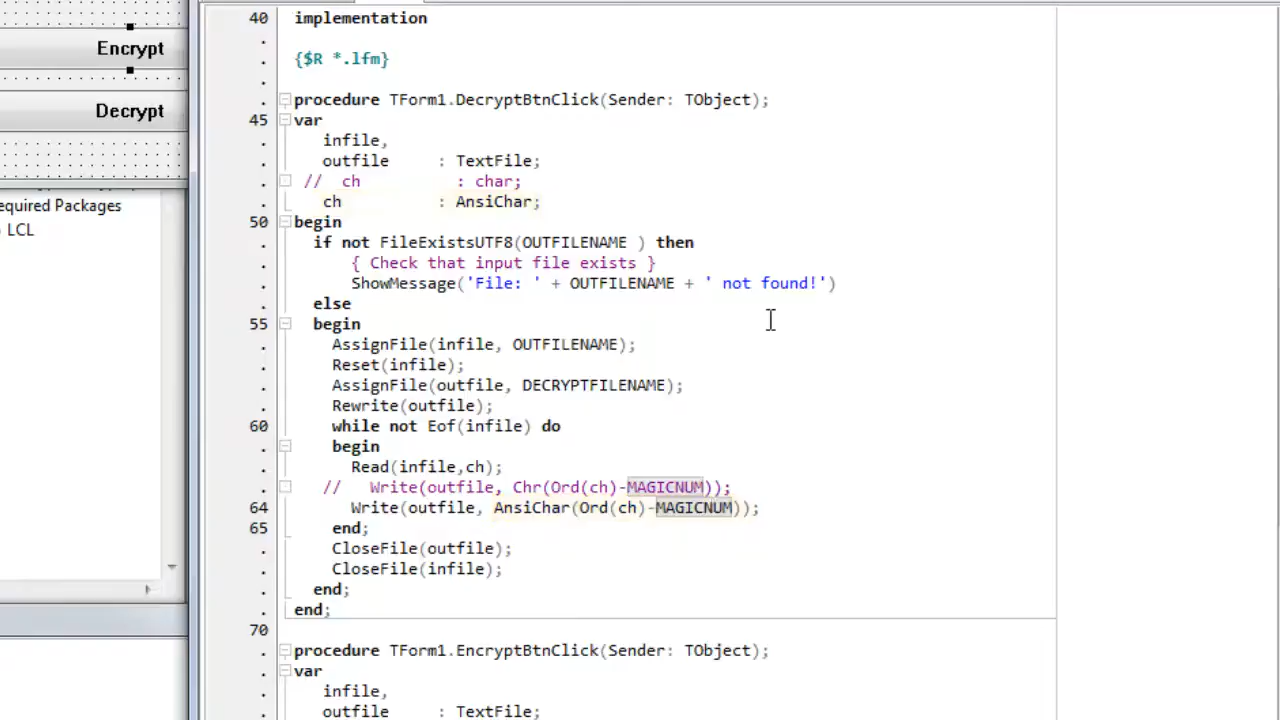 Encrypt
Decrypt
equired Packages
LCL
40 implementation
. {$R *.lfm}
. procedure TForm1.DecryptBtnClick(Sender: TObject);
45 var
. infile,
. outfile : TextFile;
. // ch : char;
. ch : AnsiChar;
50 begin
. if not FileExistsUTF8(OUTFILENAME ) then
. { Check that input file exists }
. ShowMessage('File: ' + OUTFILENAME + ' not found!')
. else
55 begin
. AssignFile(infile, OUTFILENAME);
. Reset(infile);
. AssignFile(outfile, DECRYPTFILENAME);
. Rewrite(outfile);
60 while not Eof(infile) do
. begin
. Read(infile,ch);
. // Write(outfile, Chr(Ord(ch)-MAGICNUM));
64 Write(outfile, AnsiChar(Ord(ch)-MAGICNUM));
65 end;
. CloseFile(outfile);
. CloseFile(infile);
. end;
. end;
70
. procedure TForm1.EncryptBtnClick(Sender: TObject);
. var
. infile,
. outfile : TextFile;